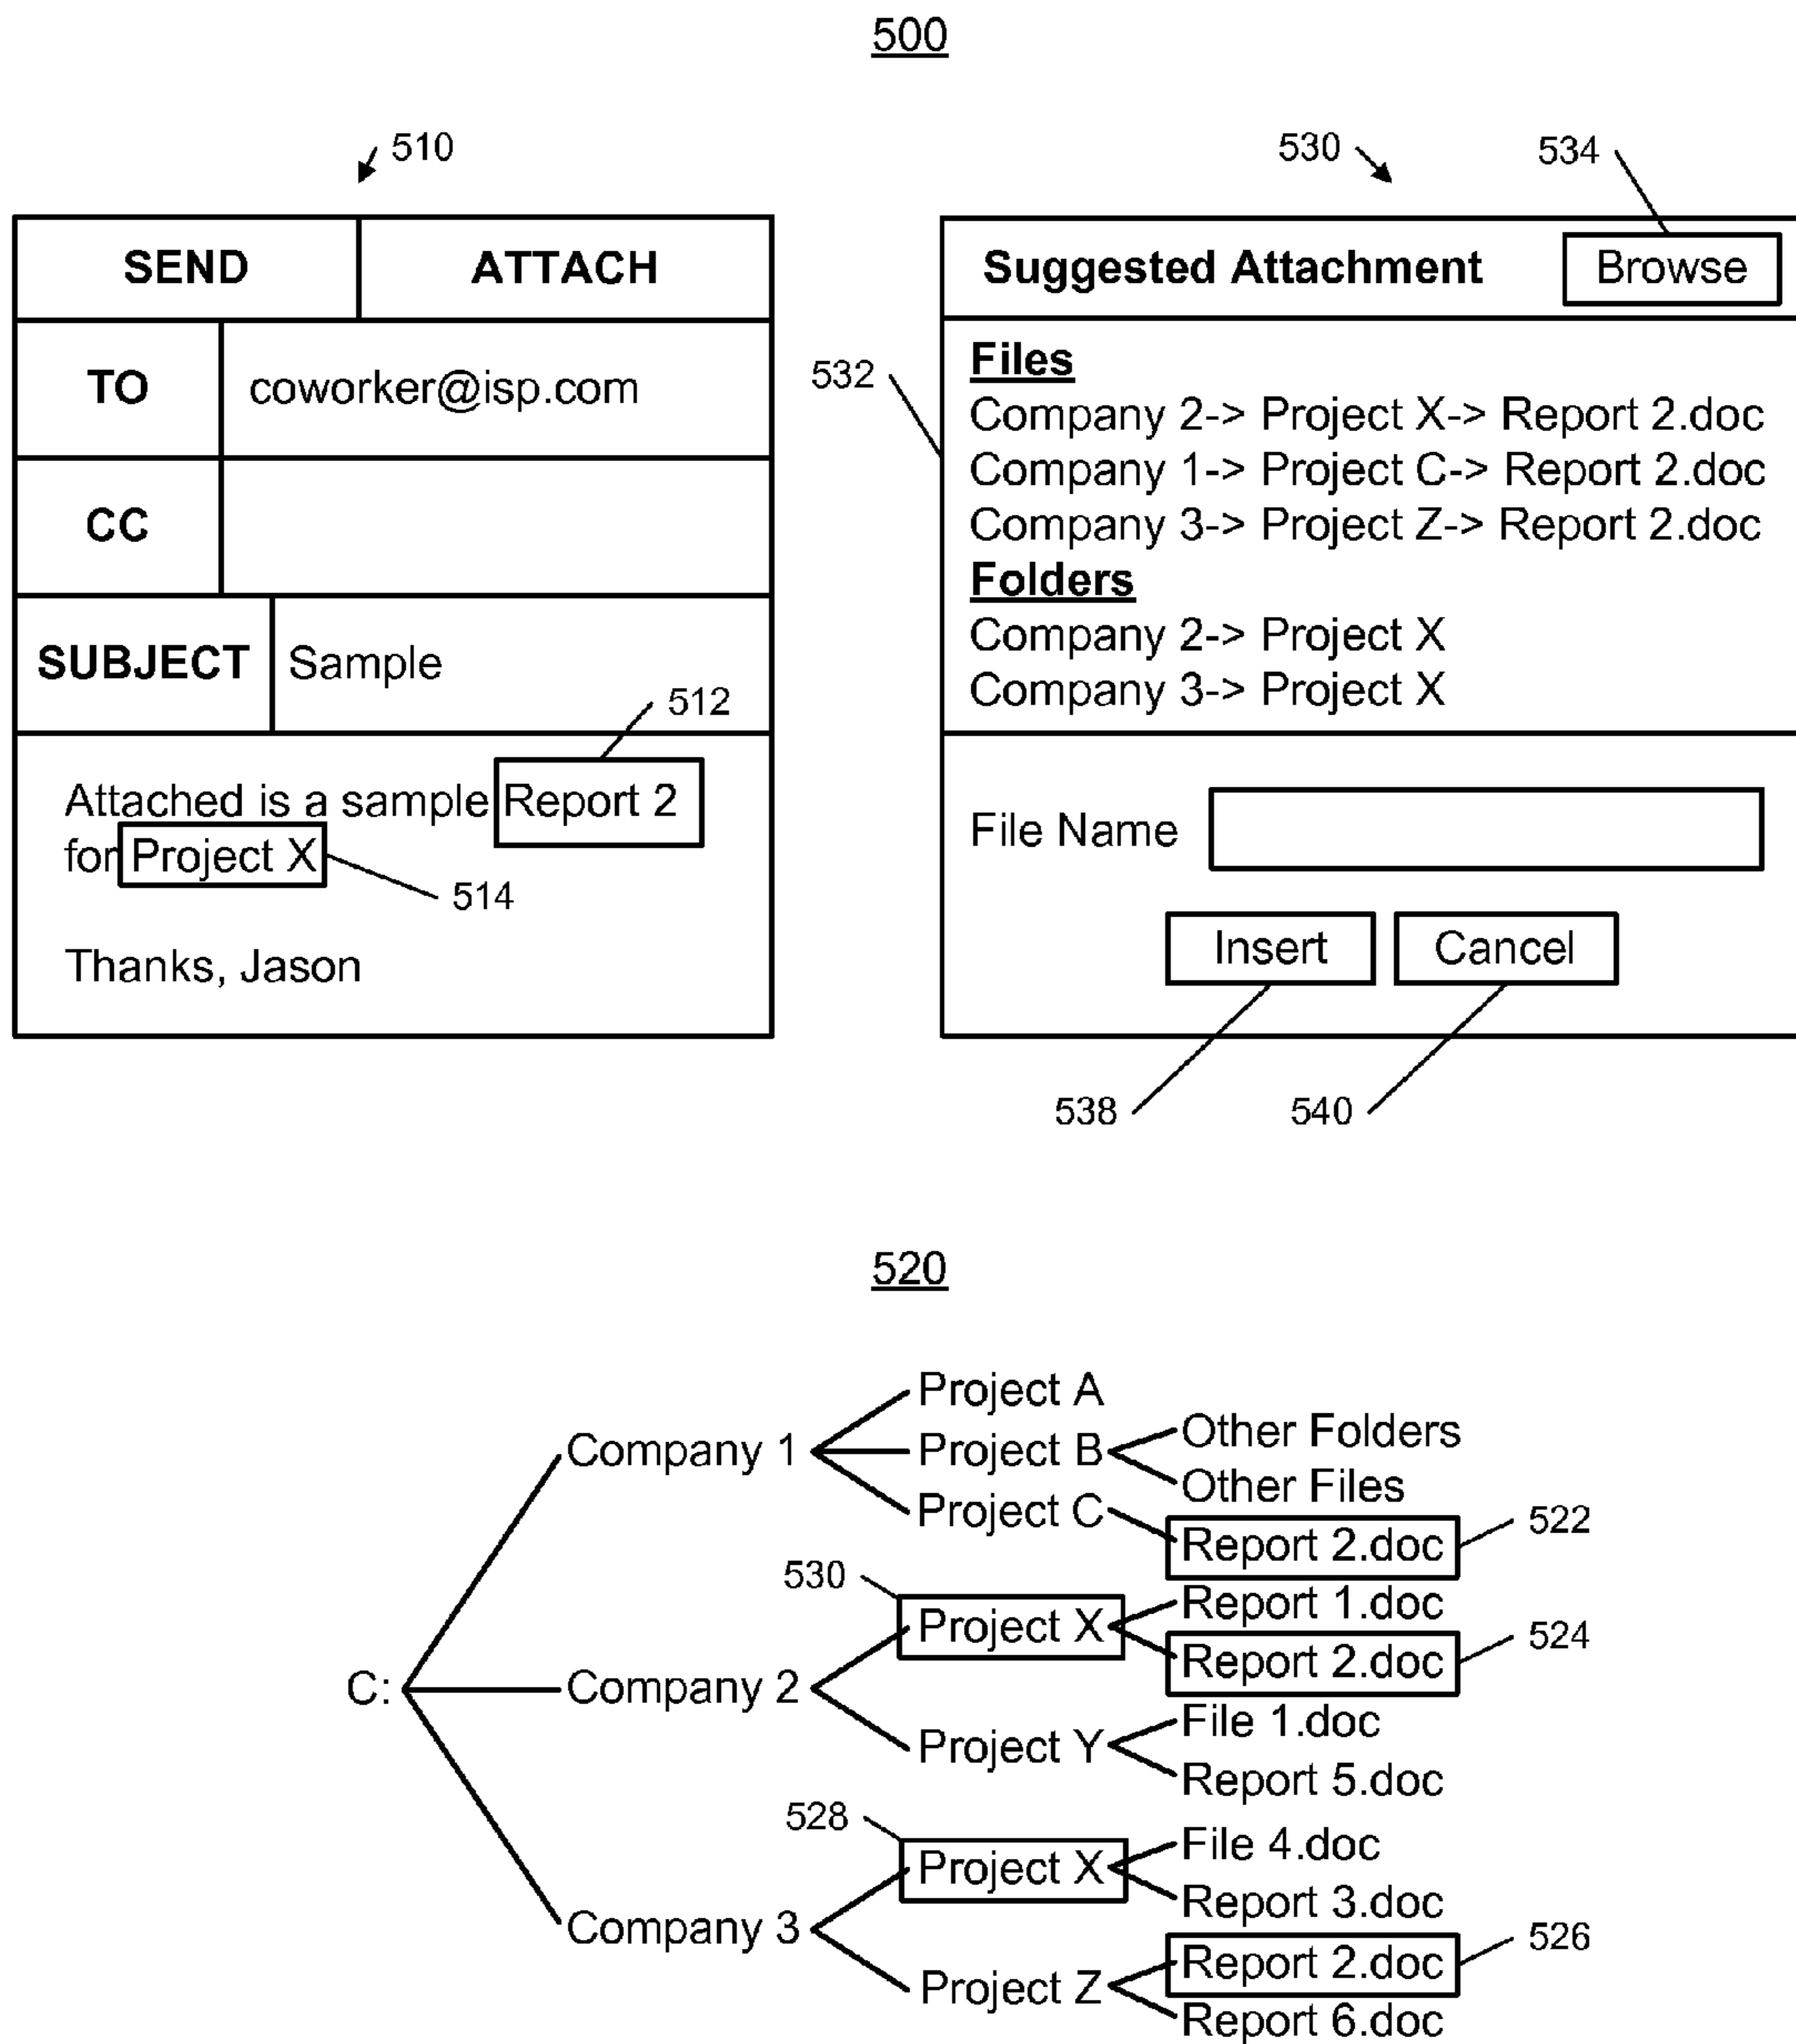 500
510
SEND ATTACH
TO coworker@isp.com
CC
SUBJECT Sample
512
Attached is a sample Report 2
for Project X
514
Thanks, Jason
530
534
Suggested Attachment Browse
532
Files
Company 2-> Project X-> Report 2.doc
Company 1-> Project C-> Report 2.doc
Company 3-> Project Z-> Report 2.doc
Folders
Company 2-> Project X
Company 3-> Project X
File Name
Insert Cancel
538 540
520
C:
Company 1
Project A
Project B
Other Folders
Other Files
Project C
Report 2.doc 522
Company 2
530
Project X
Report 1.doc
Report 2.doc 524
Project Y
File 1.doc
Report 5.doc
Company 3
528
Project X
File 4.doc
Report 3.doc
Project Z
Report 2.doc 526
Report 6.doc